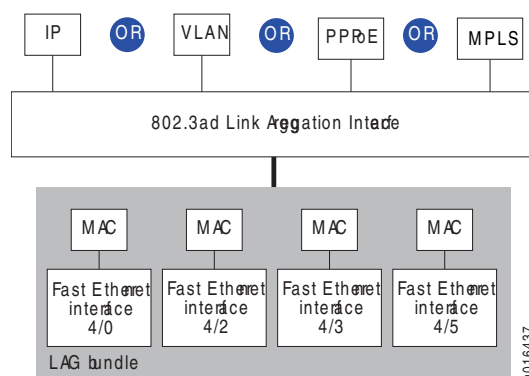 IP OR VLAN OR PPPoE OR MPLS
802.3ad Link Aggregation Interface
MAC MAC MAC MAC
Fast Ethernet Fast Ethernet Fast Ethernet Fast Ethernet
interface interface interface interface
4/0 4/2 4/3 4/5
LAG bundle
g016437